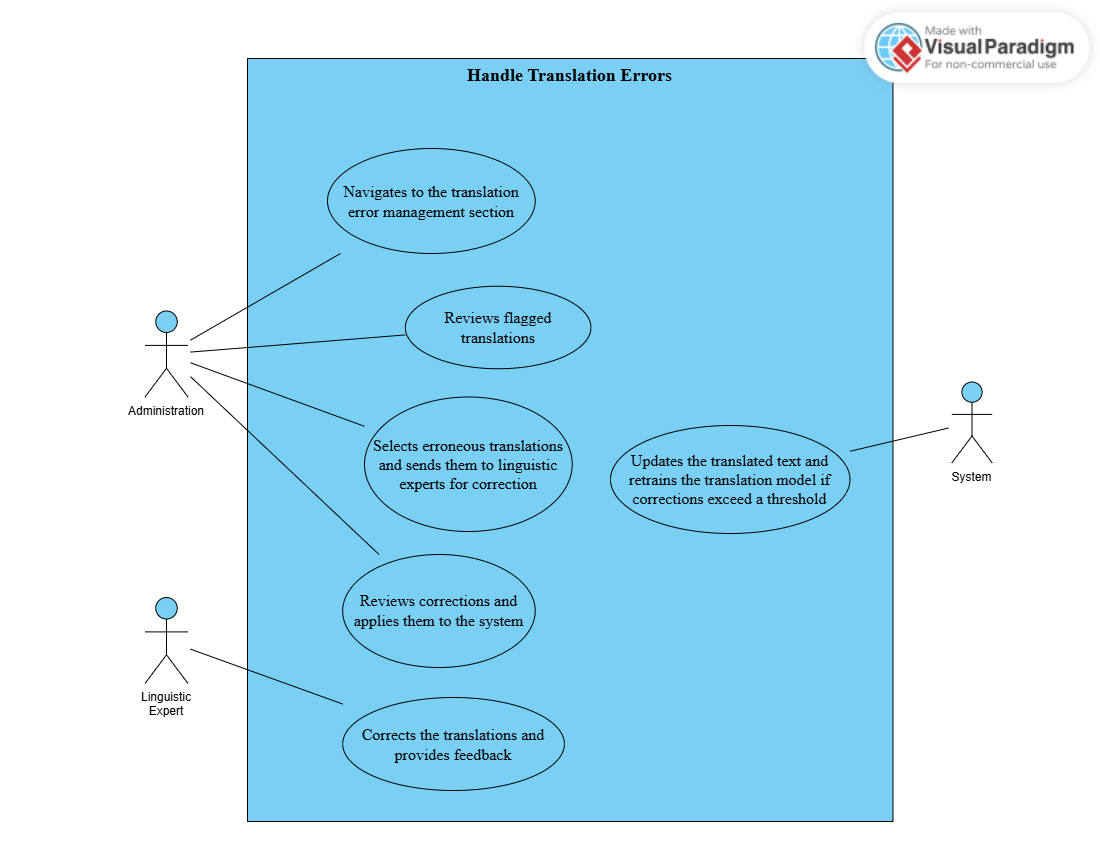 Made with
Visual Paradigm
For non-commercial use
Handle Translation Errors
Navigates to the translation
error management section
Reviews flagged
translations
Administration
Selects erroneous translations
and sends them to linguistic
experts for correction
Updates the translated text and
retrains the translation model if
corrections exceed a threshold
System
Reviews corrections and
applies them to the system
Linguistic
Expert
Corrects the translations and
provides feedback